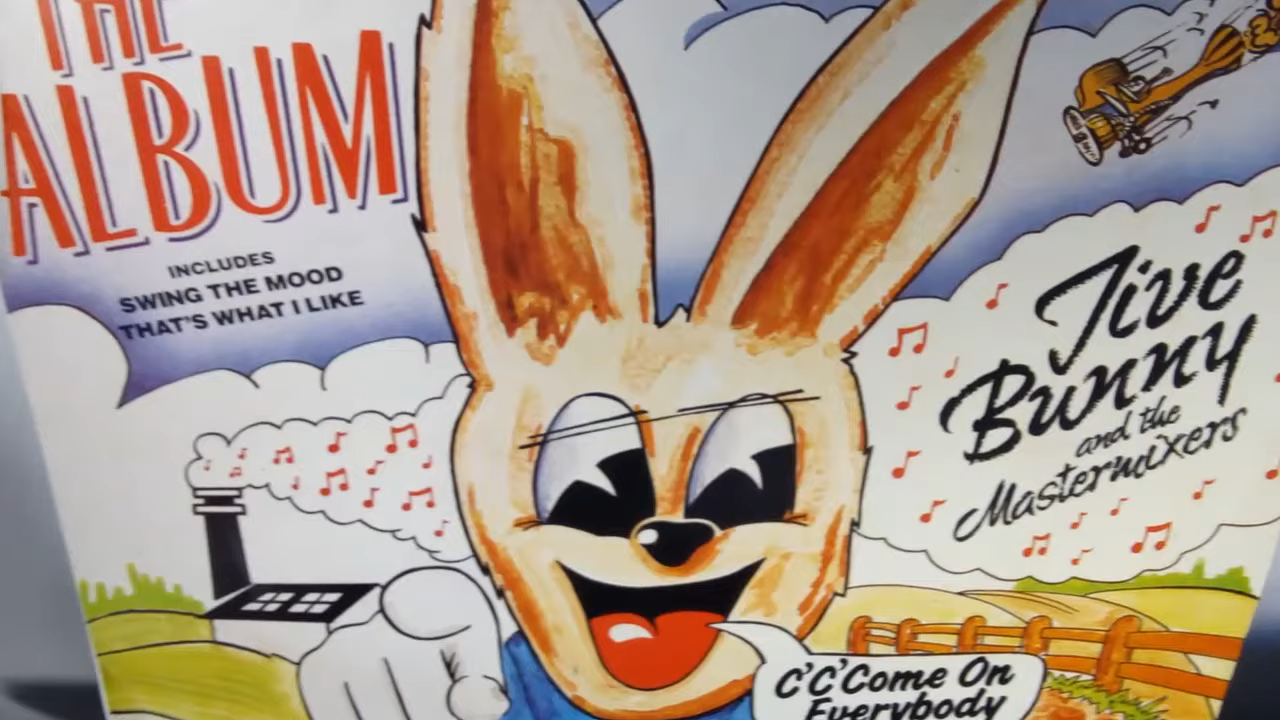 THE
ALBUM
INCLUDES
SWING THE MOOD
THAT'S WHAT I LIKE
Jive
Bunny
and the
Mastermixers
C'C'Come On
Everybody